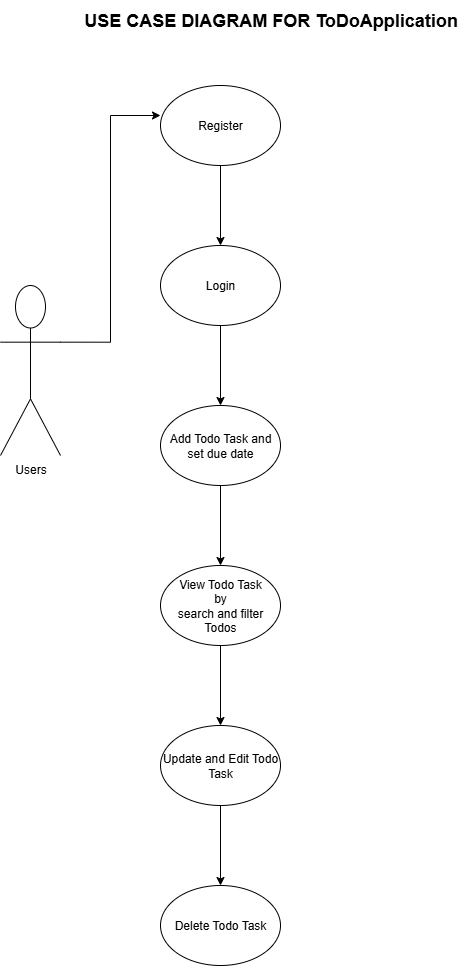 USE CASE DIAGRAM FOR ToDoApplication
Register
Login
Add Todo Task and
set due date
View Todo Task
by
search and filter
Todos
Update and Edit Todo
Task
Delete Todo Task
Users